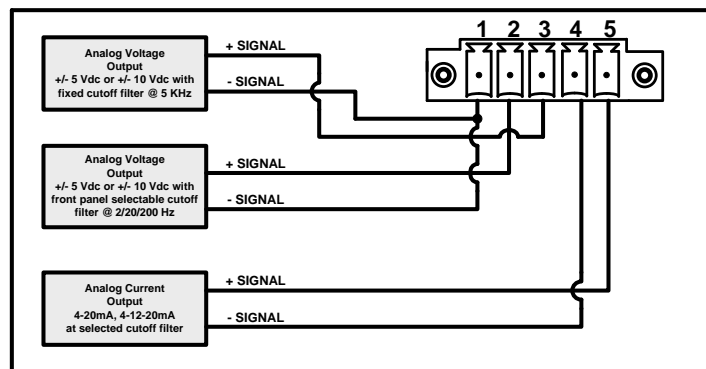 1 2 3 4 5
Analog Voltage
Output
+/- 5 Vdc or +/- 10 Vdc with
fixed cutoff filter @ 5 KHz
+ SIGNAL
- SIGNAL
Analog Voltage
Output
+/- 5 Vdc or +/- 10 Vdc with
front panel selectable cutoff
filter @ 2/20/200 Hz
+ SIGNAL
- SIGNAL
Analog Current
Output
4-20mA, 4-12-20mA
at selected cutoff filter
+ SIGNAL
- SIGNAL